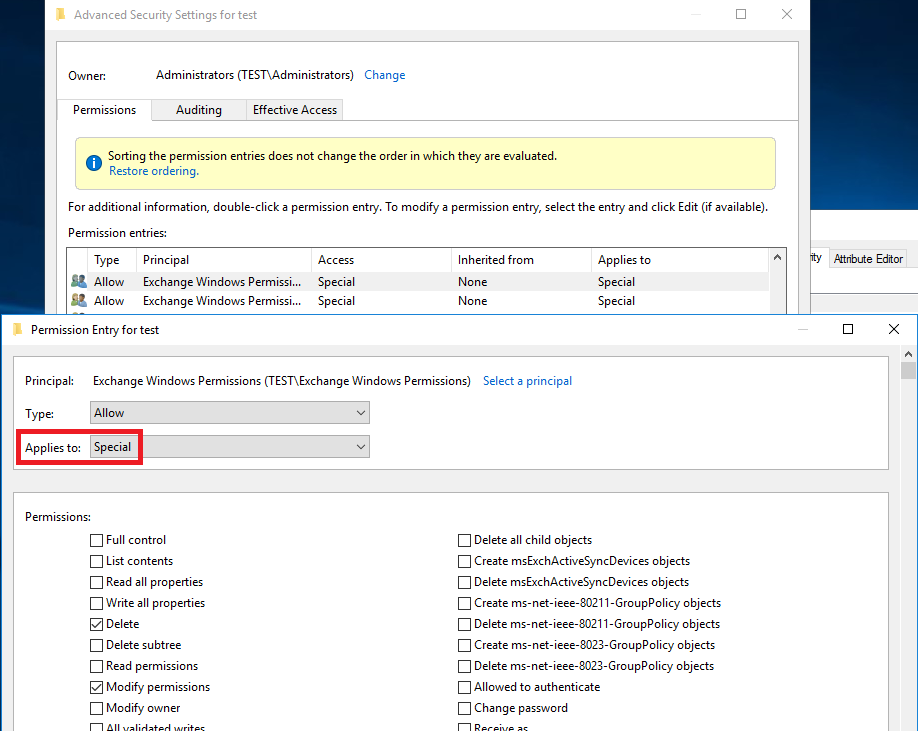 Advanced Security Settings for test
Owner: Administrators (TEST\Administrators) Change
Permissions Auditing Effective Access
Sorting the permission entries does not change the order in which they are evaluated.
Restore ordering.
For additional information, double-click a permission entry. To modify a permission entry, select the entry and click Edit (if available).
Permission entries:
Type Principal Access Inherited from Applies to
Allow Exchange Windows Permissi... Special None Special
Allow Exchange Windows Permissi... Special None Special
ity Attribute Editor
Permission Entry for test
Principal: Exchange Windows Permissions (TEST\Exchange Windows Permissions) Select a principal
Type: Allow
Applies to: Special
Permissions:
Full control Delete all child objects
List contents Create msExchActiveSyncDevices objects
Read all properties Delete msExchActiveSyncDevices objects
Write all properties Create ms-net-ieee-80211-GroupPolicy objects
Delete Delete ms-net-ieee-80211-GroupPolicy objects
Delete subtree Create ms-net-ieee-8023-GroupPolicy objects
Read permissions Delete ms-net-ieee-8023-GroupPolicy objects
Modify permissions Allowed to authenticate
Modify owner Change password
All validated writes Receive as